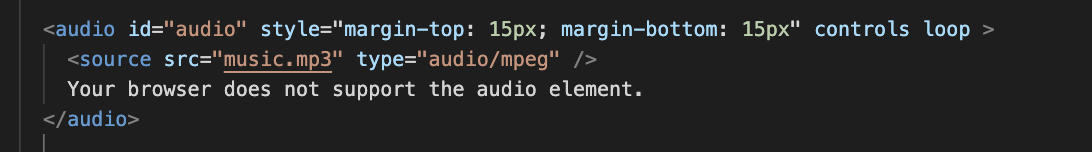 <audio id="audio" style="margin-top: 15px; margin-bottom: 15px" controls loop >
<source src="music.mp3" type="audio/mpeg" />
Your browser does not support the audio element.
</audio>